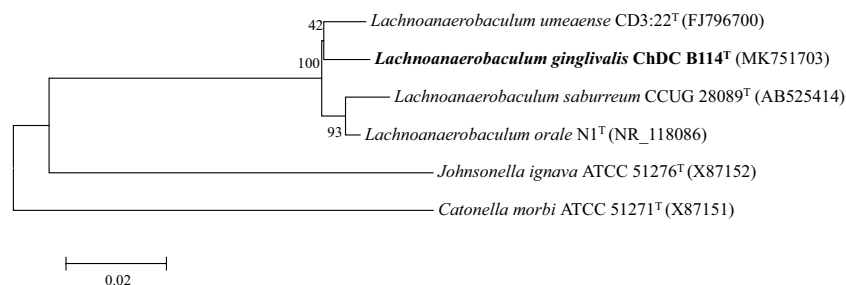 42
Lachnoanaerobaculum umeaense CD3:22ᵀ (FJ796700)
100
Lachnoanaerobaculum ginglivalis ChDC B114ᵀ (MK751703)
Lachnoanaerobaculum saburreum CCUG 28089ᵀ (AB525414)
93
Lachnoanaerobaculum orale N1ᵀ (NR_118086)
Johnsonella ignava ATCC 51276ᵀ (X87152)
Catonella morbi ATCC 51271ᵀ (X87151)
0.02